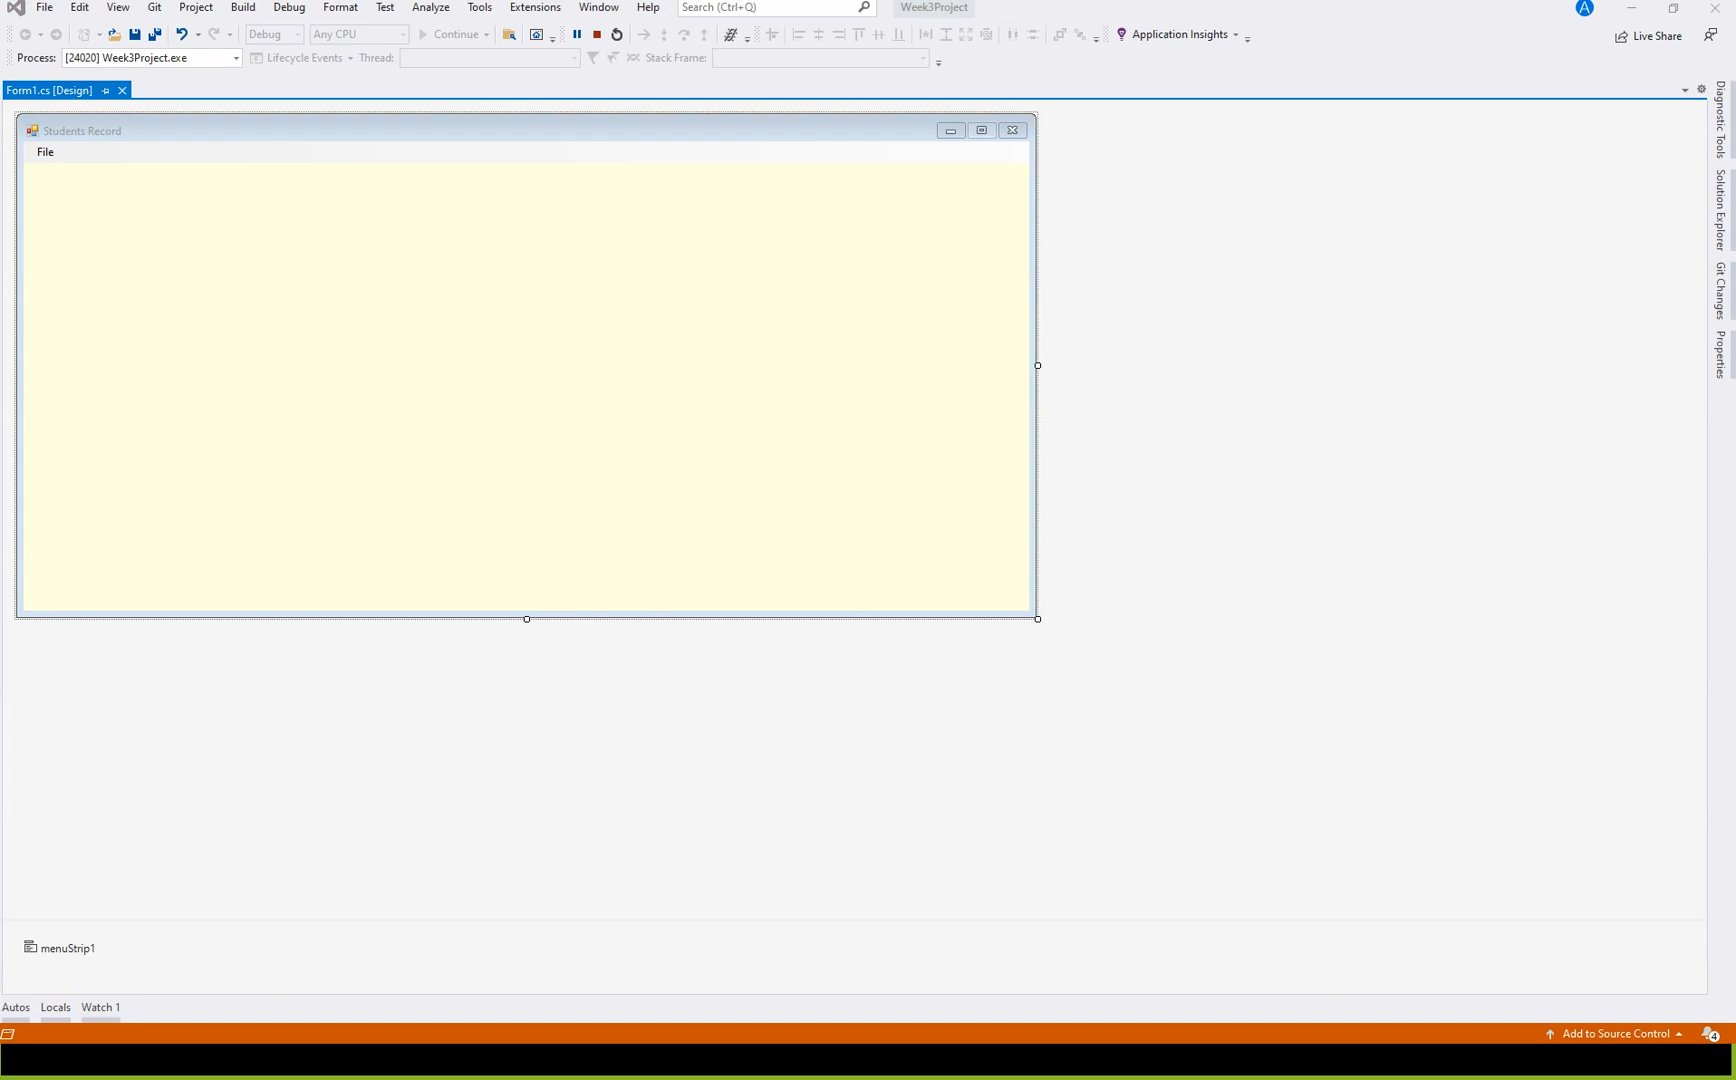 File Edit View Git Project Build Debug Format Test Analyze Tools Extensions Window Help Search (Ctrl+Q) Week3Project A
Debug Any CPU Continue Application Insights Live Share
Process: [24020] Week3Project.exe Lifecycle Events Thread: Stack Frame:
Form1.cs [Design]
Students Record
File
Diagnostic Tools
Solution Explorer
Git Changes
Properties
menuStrip1
Autos Locals Watch 1
Add to Source Control 4